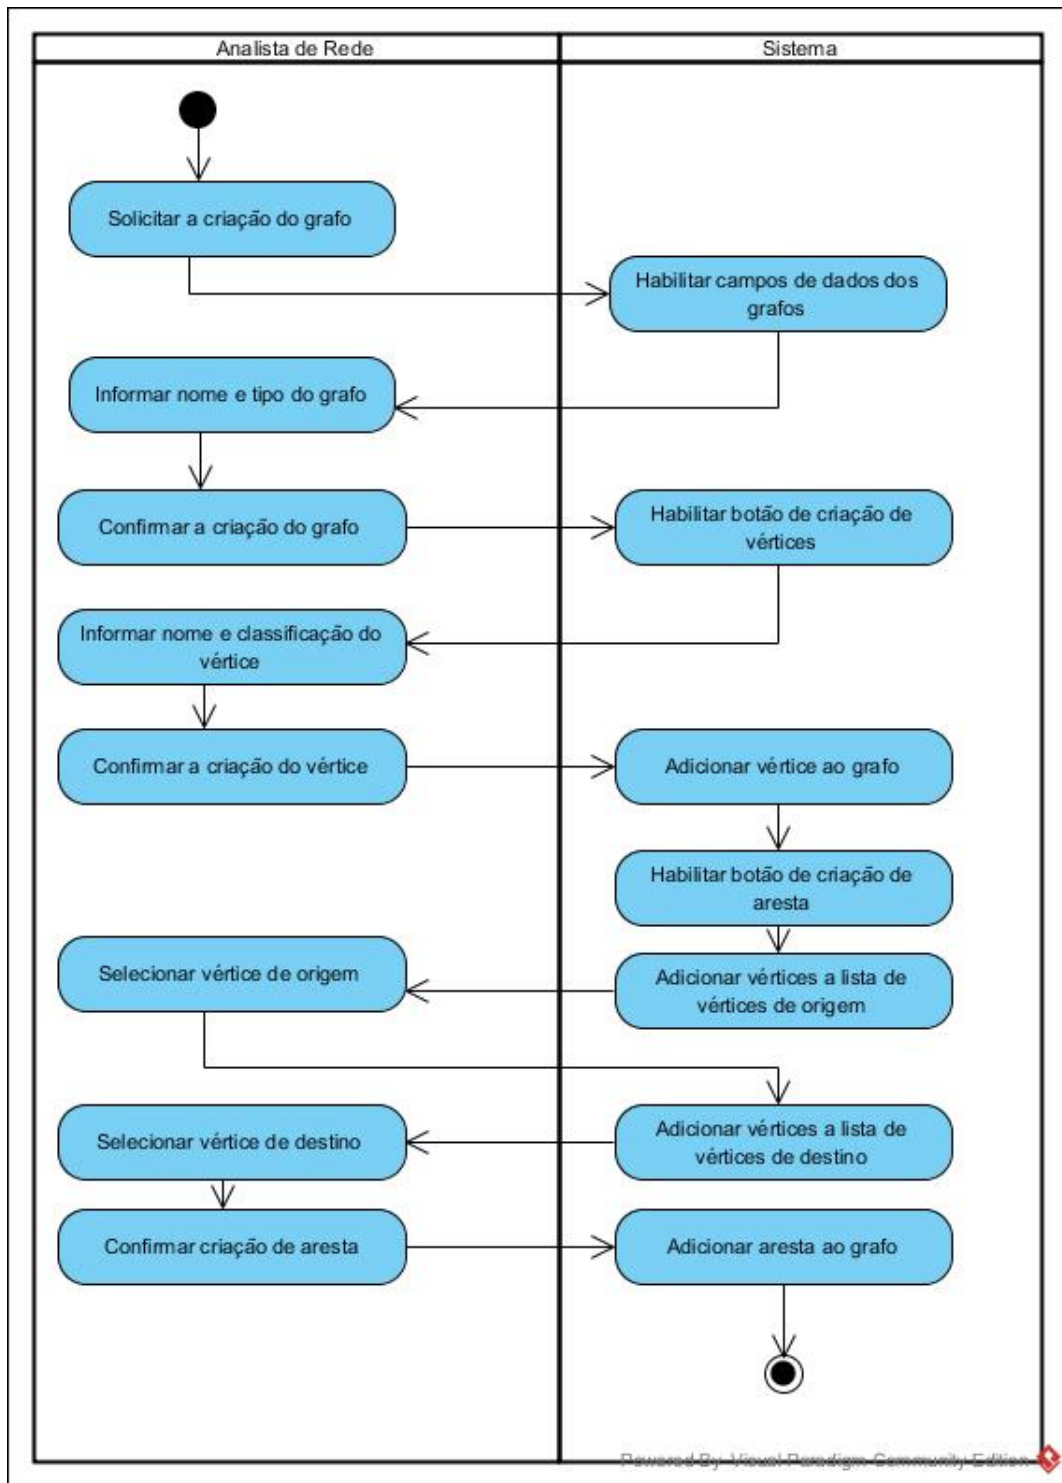 Analista de Rede
Sistema
Solicitar a criação do grafo
Habilitar campos de dados dos
grafos
Informar nome e tipo do grafo
Confirmar a criação do grafo
Habilitar botão de criação de
vértices
Informar nome e classificação do
vértice
Confirmar a criação do vértice
Adicionar vértice ao grafo
Habilitar botão de criação de
aresta
Selecionar vértice de origem
Adicionar vértices a lista de
vértices de origem
Selecionar vértice de destino
Adicionar vértices a lista de
vértices de destino
Confirmar criação de aresta
Adicionar aresta ao grafo
Powered By Visual Paradigm Community Edition